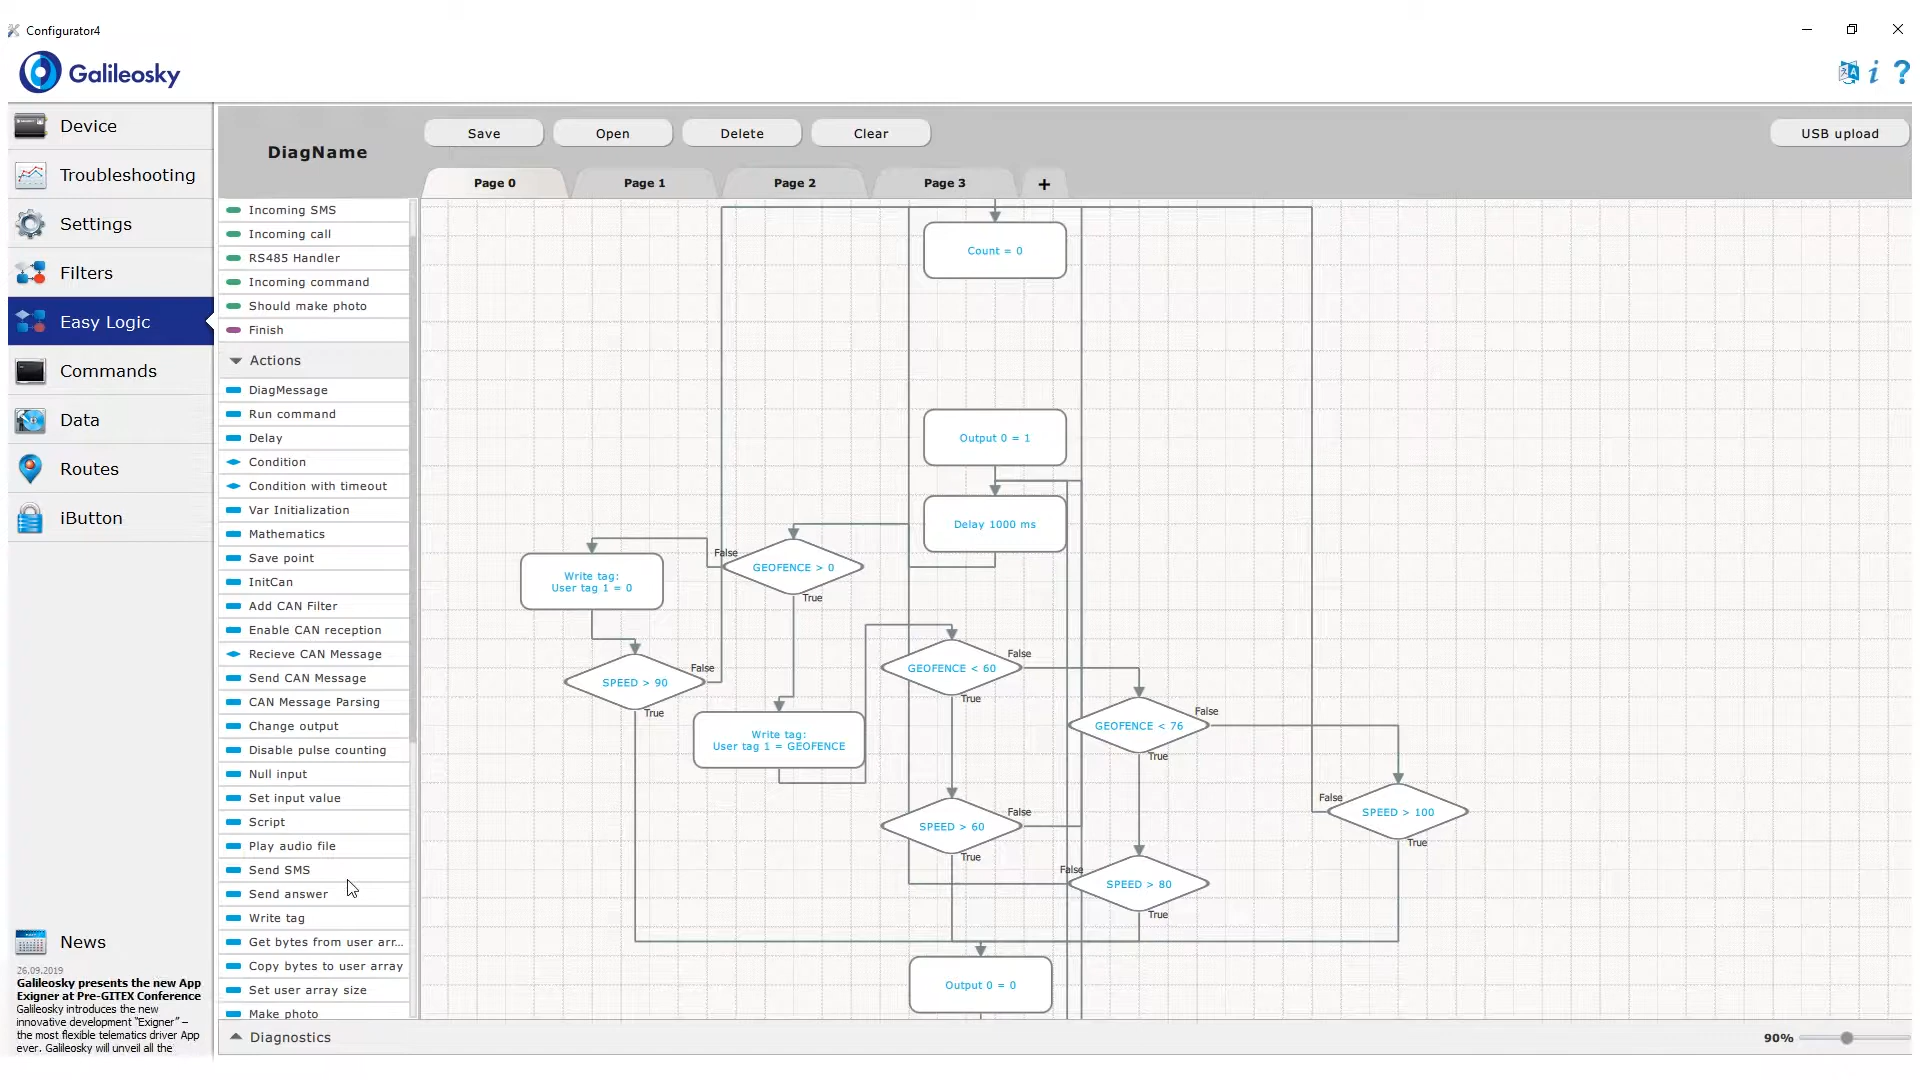 Configurator4
Galileosky
Device
Troubleshooting
Settings
Filters
Easy Logic
Commands
Data
Routes
iButton
News
26.09.2019
Galileosky presents the new App
Exigner at Pre-GITEX Conference
Galileosky introduces the new
innovative development "Exigner" –
the most flexible telematics driver App
ever. Galileosky will unveil all the
DiagName
Save
Open
Delete
Clear
USB upload
Page 0
Page 1
Page 2
Page 3
+
Incoming SMS
Incoming call
RS485 Handler
Incoming command
Should make photo
Finish
Actions
DiagMessage
Run command
Delay
Condition
Condition with timeout
Var Initialization
Mathematics
Save point
InitCan
Add CAN Filter
Enable CAN reception
Recieve CAN Message
Send CAN Message
CAN Message Parsing
Change output
Disable pulse counting
Null input
Set input value
Script
Play audio file
Send SMS
Send answer
Write tag
Get bytes from user arr...
Copy bytes to user array
Set user array size
Make photo
Count = 0
Output 0 = 1
Delay 1000 ms
False
GEOFENCE > 0
True
Write tag:
User tag 1 = 0
False
GEOFENCE < 60
True
False
SPEED > 90
True
False
GEOFENCE < 76
True
Write tag:
User tag 1 = GEOFENCE
False
SPEED > 100
True
False
SPEED > 60
True
False
SPEED > 80
True
Output 0 = 0
Diagnostics
90%